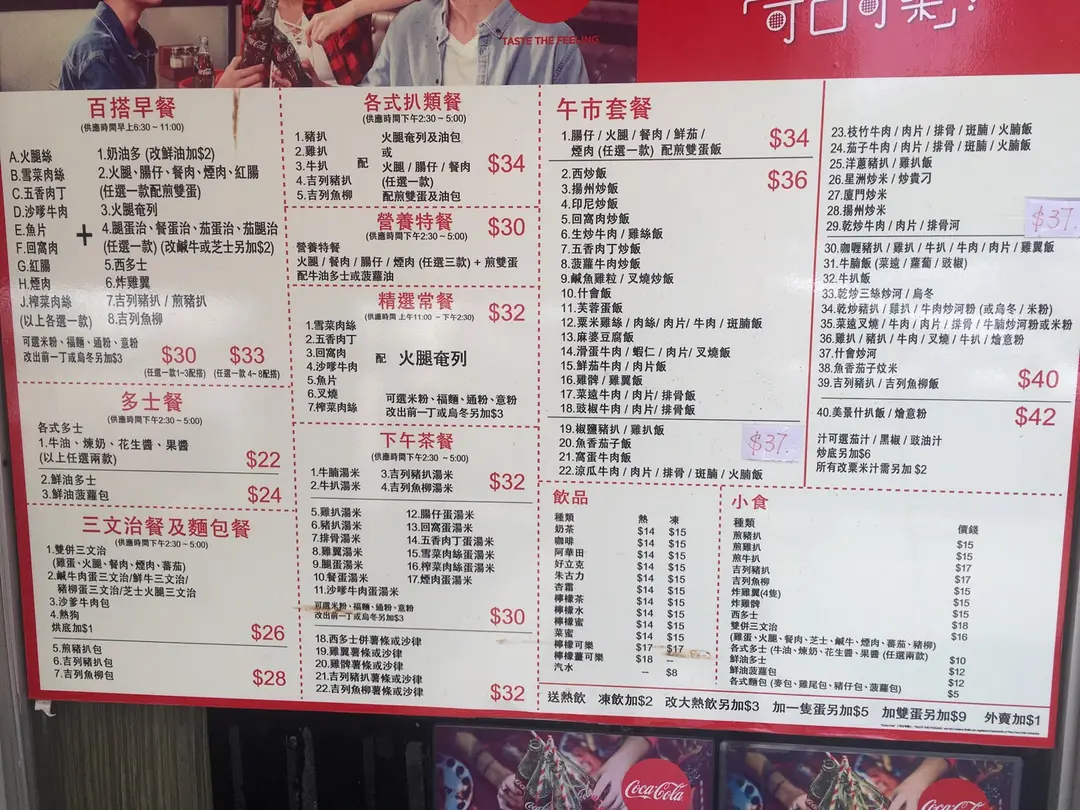 TASTE THE FEELING
「可口可樂」!
百搭早餐
(供應時間早上6:30 ~ 11:00)
A.火腿絲
B.雪菜肉絲
C.五香肉丁
D.沙嗲牛肉
E.魚片
F.回窩肉
G.紅腸
H.煙肉
J.榨菜肉絲
(以上各選一款)
+
1.奶油多 (改鮮油加$2)
2.火腿、腸仔、餐肉、煙肉、紅腸
(任選一款配煎雙蛋)
3.火腿奄列
4.腿蛋治、餐蛋治、茄蛋治、茄腿治
(任選一款) (改鹹牛或芝士另加$2)
5.西多士
6.炸雞翼
7.吉列豬扒 / 煎豬扒
8.吉列魚柳
可選米粉、福麵、通粉、意粉
改出前一丁或烏冬另加$3
$30
(任選一款1~3配搭)
$33
(任選一款 4~ 8配搭)
多士餐
(供應時間下午2:30 ~ 5:00)
各式多士
1.牛油、煉奶、花生醬、果醬
(以上任選兩款)
$22
2.鮮油多士
3.鮮油菠蘿包
$24
三文治餐及麵包餐
(供應時間下午2:30 ~ 5:00)
1.雙併三文治
(雞蛋、火腿、餐肉、煙肉、蕃茄)
2.鹹牛肉蛋三文治/鮮牛三文治/
豬柳蛋三文治/芝士火腿三文治
3.沙爹牛肉包
4.熱狗
烘底加$1
$26
5.煎豬扒包
6.吉列豬扒包
7.吉列魚柳包
$28
各式扒類餐
(供應時間下午2:30 ~ 5:00)
1.豬扒
2.雞扒
3.牛扒
4.吉列豬扒
5.吉列魚柳
配
火腿奄列及油包
或
火腿 / 腸仔 / 餐肉
(任選一款)
配煎雙蛋及油包
$34
營養特餐
(供應時間下午2:30 ~ 6:00)
$30
營養特餐
火腿 / 餐肉 / 腸仔 / 煙肉 (任選三款) + 煎雙蛋
配牛油多士或菠蘿油
精選常餐
(供應時間 上午11:00 ~ 下午2:30)
$32
1.雪菜肉絲
2.五香肉丁
3.回窩肉
4.沙嗲牛肉
5.魚片
6.叉燒
7.榨菜肉絲
配 火腿奄列
可選米粉、福麵、通粉、意粉
改出前一丁或烏冬另加$3
下午茶餐
(供應時間下午2:30 ~ 5:00)
1.牛腩湯米
2.牛扒湯米
3.吉列豬扒湯米
4.吉列魚柳湯米
$32
5.雞扒湯米
6.豬扒湯米
7.排骨湯米
8.雞翼湯米
9.腿蛋湯米
10.餐蛋湯米
11.沙嗲牛肉蛋湯米
12.腸仔蛋湯米
13.回窩蛋湯米
14.五香肉丁蛋湯米
15.雪菜肉絲蛋湯米
16.榨菜肉絲蛋湯米
17.煙肉蛋湯米
可選米粉、福麵、通粉、意粉
改出前一丁或烏冬另加$3
$30
18.西多士併薯條或沙律
19.雞翼薯條或沙律
20.雞髀薯條或沙律
21.吉列豬扒薯條或沙律
22.吉列魚柳薯條或沙律
$32
午市套餐
1.腸仔 / 火腿 / 餐肉 / 鮮茄 /
煙肉 (任選一款) 配煎雙蛋飯
$34
2.西炒飯
$36
3.揚州炒飯
4.印尼炒飯
5.回窩肉炒飯
6.生炒牛肉 / 雞絲飯
7.五香肉丁炒飯
8.菠蘿牛肉炒飯
9.鹹魚雞粒 / 叉燒炒飯
10.什會飯
11.芙蓉蛋飯
12.粟米雞絲 / 肉絲/ 肉片/ 牛肉 / 斑腩飯
13.麻婆豆腐飯
14.滑蛋牛肉 / 蝦仁 / 肉片/ 叉燒飯
15.鮮茄牛肉 / 肉片飯
16.雞髀 / 雞翼飯
17.菜遠牛肉 / 肉片/ 排骨飯
18.豉椒牛肉 / 肉片/ 排骨飯
19.椒鹽豬扒 / 雞扒飯
20.魚香茄子飯
21.窩蛋牛肉飯
22.涼瓜牛肉 / 肉片 / 排骨 / 斑腩 / 火腩飯
$37.
23.枝竹牛肉 / 肉片 / 排骨 / 斑腩 / 火腩飯
24.茄子牛肉 / 肉片 / 排骨 / 斑腩 / 火腩飯
25.洋蔥豬扒 / 雞扒飯
26.星洲炒米 / 炒貴刁
27.廈門炒米
28.揚州炒米
29.乾炒牛肉 / 肉片 / 排骨河
$37.
30.咖喱豬扒 / 雞扒 / 牛扒 / 牛肉 / 肉片 / 雞翼飯
31.牛腩飯 (菜遠 / 蘿蔔 / 豉椒)
32.牛扒飯
33.乾炒三絲炒河 / 烏冬
34.乾炒豬扒 / 雞扒 / 牛肉炒河粉 (或烏冬 / 米粉)
35.菜遠叉燒 / 牛肉 / 肉片 / 排骨 / 牛腩炒河粉或米粉
36.雞扒 / 豬扒 / 牛肉 / 叉燒 / 牛扒 / 燴意粉
37.什會炒河
38.魚香茄子炆米
39.吉列豬扒 / 吉列魚柳飯
$40
40.美景什扒飯 / 燴意粉
$42
汁可選茄汁 / 黑椒 / 豉油汁
炒底另加$6
所有改粟米汁需另加 $2
飲品
種類 熱 凍
奶茶 $14 $15
咖啡 $14 $15
阿華田 $14 $15
好立克 $14 $15
朱古力 $14 $15
杏霜 $14 $15
檸檬茶 $14 $15
檸檬水 $14 $15
檸檬蜜 $14 $15
菜蜜 $14 $15
檸檬可樂 $17 $17
檸檬薑可樂 $18 --
汽水 -- $8
小食
種類 價錢
煎豬扒 $15
煎雞扒 $15
煎牛扒 $15
吉列豬扒 $17
吉列魚柳 $17
炸雞翼(4隻) $15
炸雞髀 $15
西多士 $18
雙併三文治 $16
(雞蛋、火腿、餐肉、芝士、鹹牛、煙肉、蕃茄、豬柳)
各式多士 (牛油、煉奶、花生醬、果醬 (任選兩款) $10
鮮油多士 $12
鮮油菠蘿包 $12
各式麵包 (麥包、雞尾包、豬仔包、菠蘿包) $5
送熱飲 凍飲加$2 改大熱飲另加$3 加一隻蛋另加$5 加雙蛋另加$9 外賣加$1
Coca-Cola
Coca-Cola